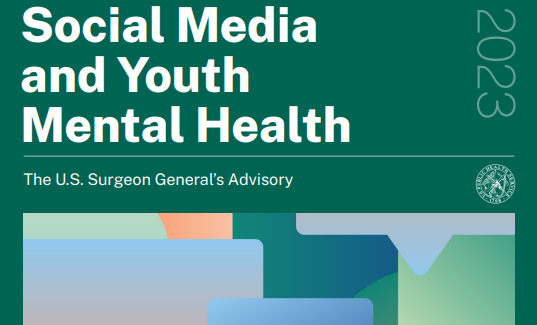 Social Media
and Youth
Mental Health
2023
The U.S. Surgeon General's Advisory